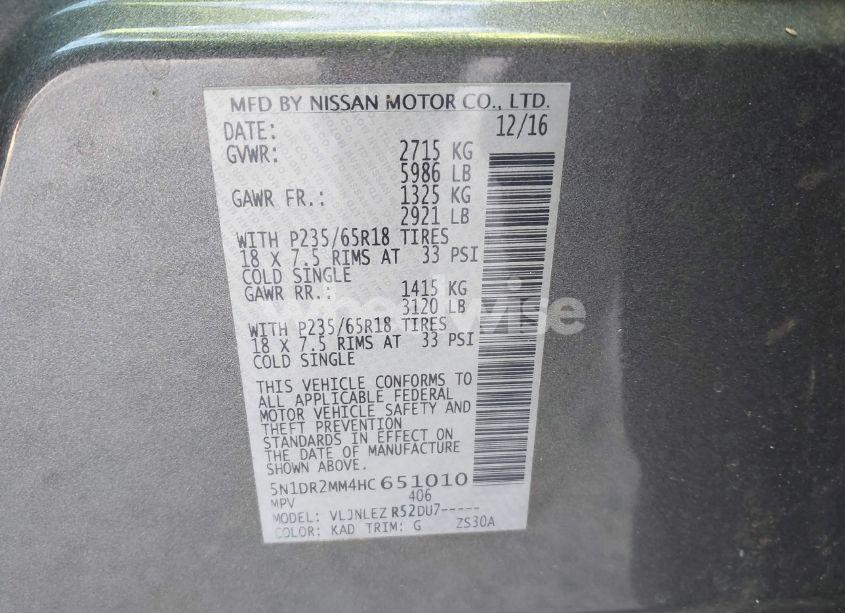 MFD BY NISSAN MOTOR CO., LTD.
DATE: 12/16
GVWR: 2715 KG
5986 LB
GAWR FR.: 1325 KG
2921 LB
WITH P235/65R18 TIRES
18 X 7.5 RIMS AT 33 PSI
COLD SINGLE
GAWR RR.: 1415 KG
3120 LB
WITH P235/65R18 TIRES
18 X 7.5 RIMS AT 33 PSI
COLD SINGLE
THIS VEHICLE CONFORMS TO
ALL APPLICABLE FEDERAL
MOTOR VEHICLE SAFETY AND
THEFT PREVENTION
STANDARDS IN EFFECT ON
THE DATE OF MANUFACTURE
SHOWN ABOVE.
5N1DR2MM4HC651010
MPV 406
MODEL: VLJNLEZ R52DU7-----
COLOR: KAD TRIM: G ZS30A
wheelwise